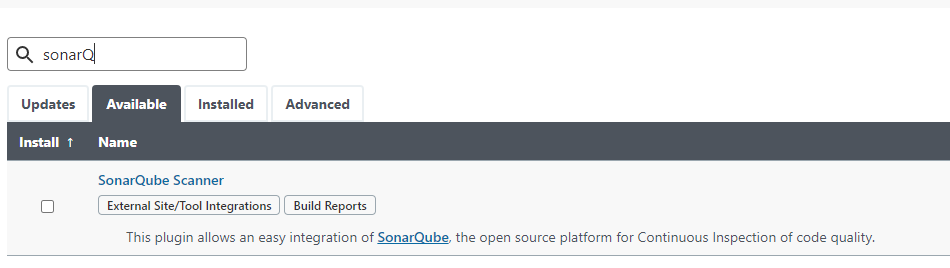 sonarQ
Updates Available Installed Advanced
Install ↑ Name
SonarQube Scanner
External Site/Tool Integrations Build Reports
This plugin allows an easy integration of SonarQube, the open source platform for Continuous Inspection of code quality.